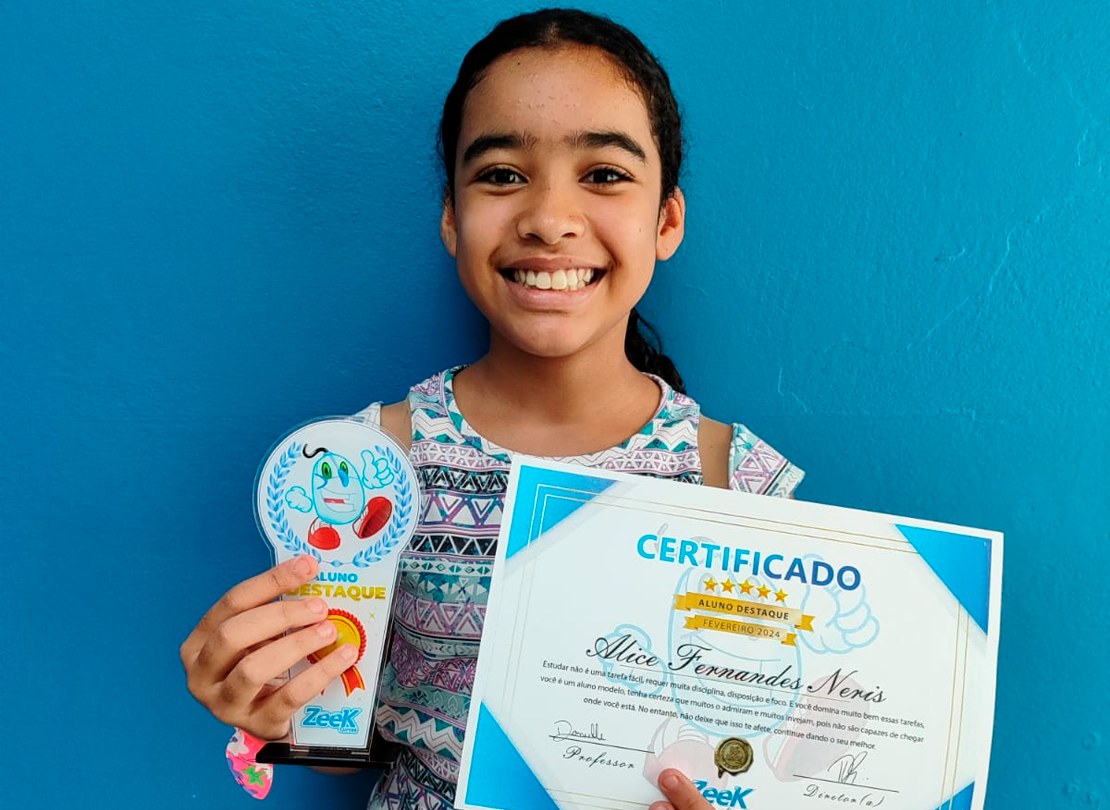 ALUNO
DESTAQUE
ZeeK
CERTIFICADO
ALUNO DESTAQUE
FEVEREIRO 2024
Alice Fernandes Neris
Estudar não é uma tarefa fácil, requer muita disciplina, disposição e foco. E você domina muito bem essas tarefas,
você é um aluno modelo, tenha certeza que muitos o admiram e muitos invejam, pois não são capazes de chegar
onde você está. No entanto, não deixe que isso te afete, continue dando o seu melhor.
Professor
Diretor(a)
ZeeK